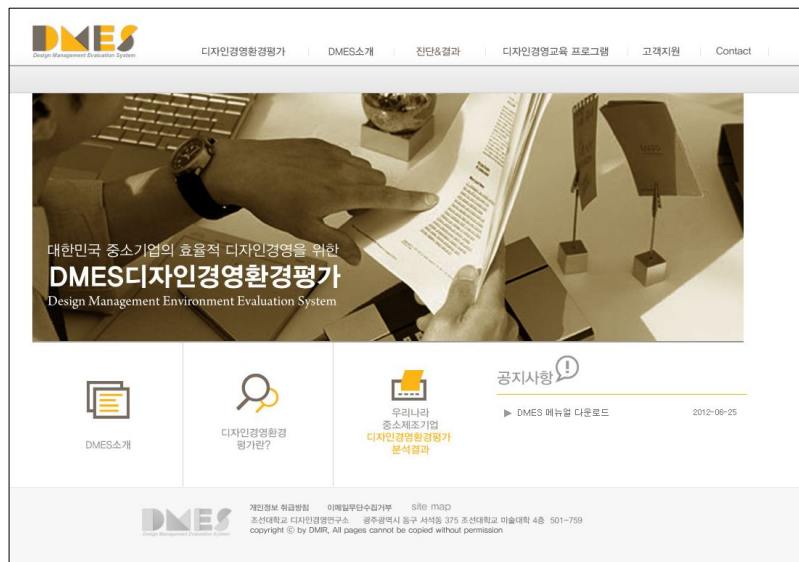 DMES
Design Management Evaluation System
디자인경영환경평가
DMES소개
진단&결과
디자인경영교육 프로그램
고객지원
Contact
대한민국 중소기업의 효율적 디자인경영을 위한
DMES디자인경영환경평가
Design Management Environment Evaluation System
DMES소개
디자인경영환경
평가란?
우리나라
중소제조기업
디자인경영환경평가
분석결과
공지사항
DMES 메뉴얼 다운로드 2012-06-25
DMES
Design Management Evaluation System
개인정보 취급방침 이메일무단수집거부 site map
조선대학교 디자인경영연구소 광주광역시 동구 서석동 375 조선대학교 미술대학 4층 501-759
copyright ⓒ by DMIR, All pages cannot be copied without permission